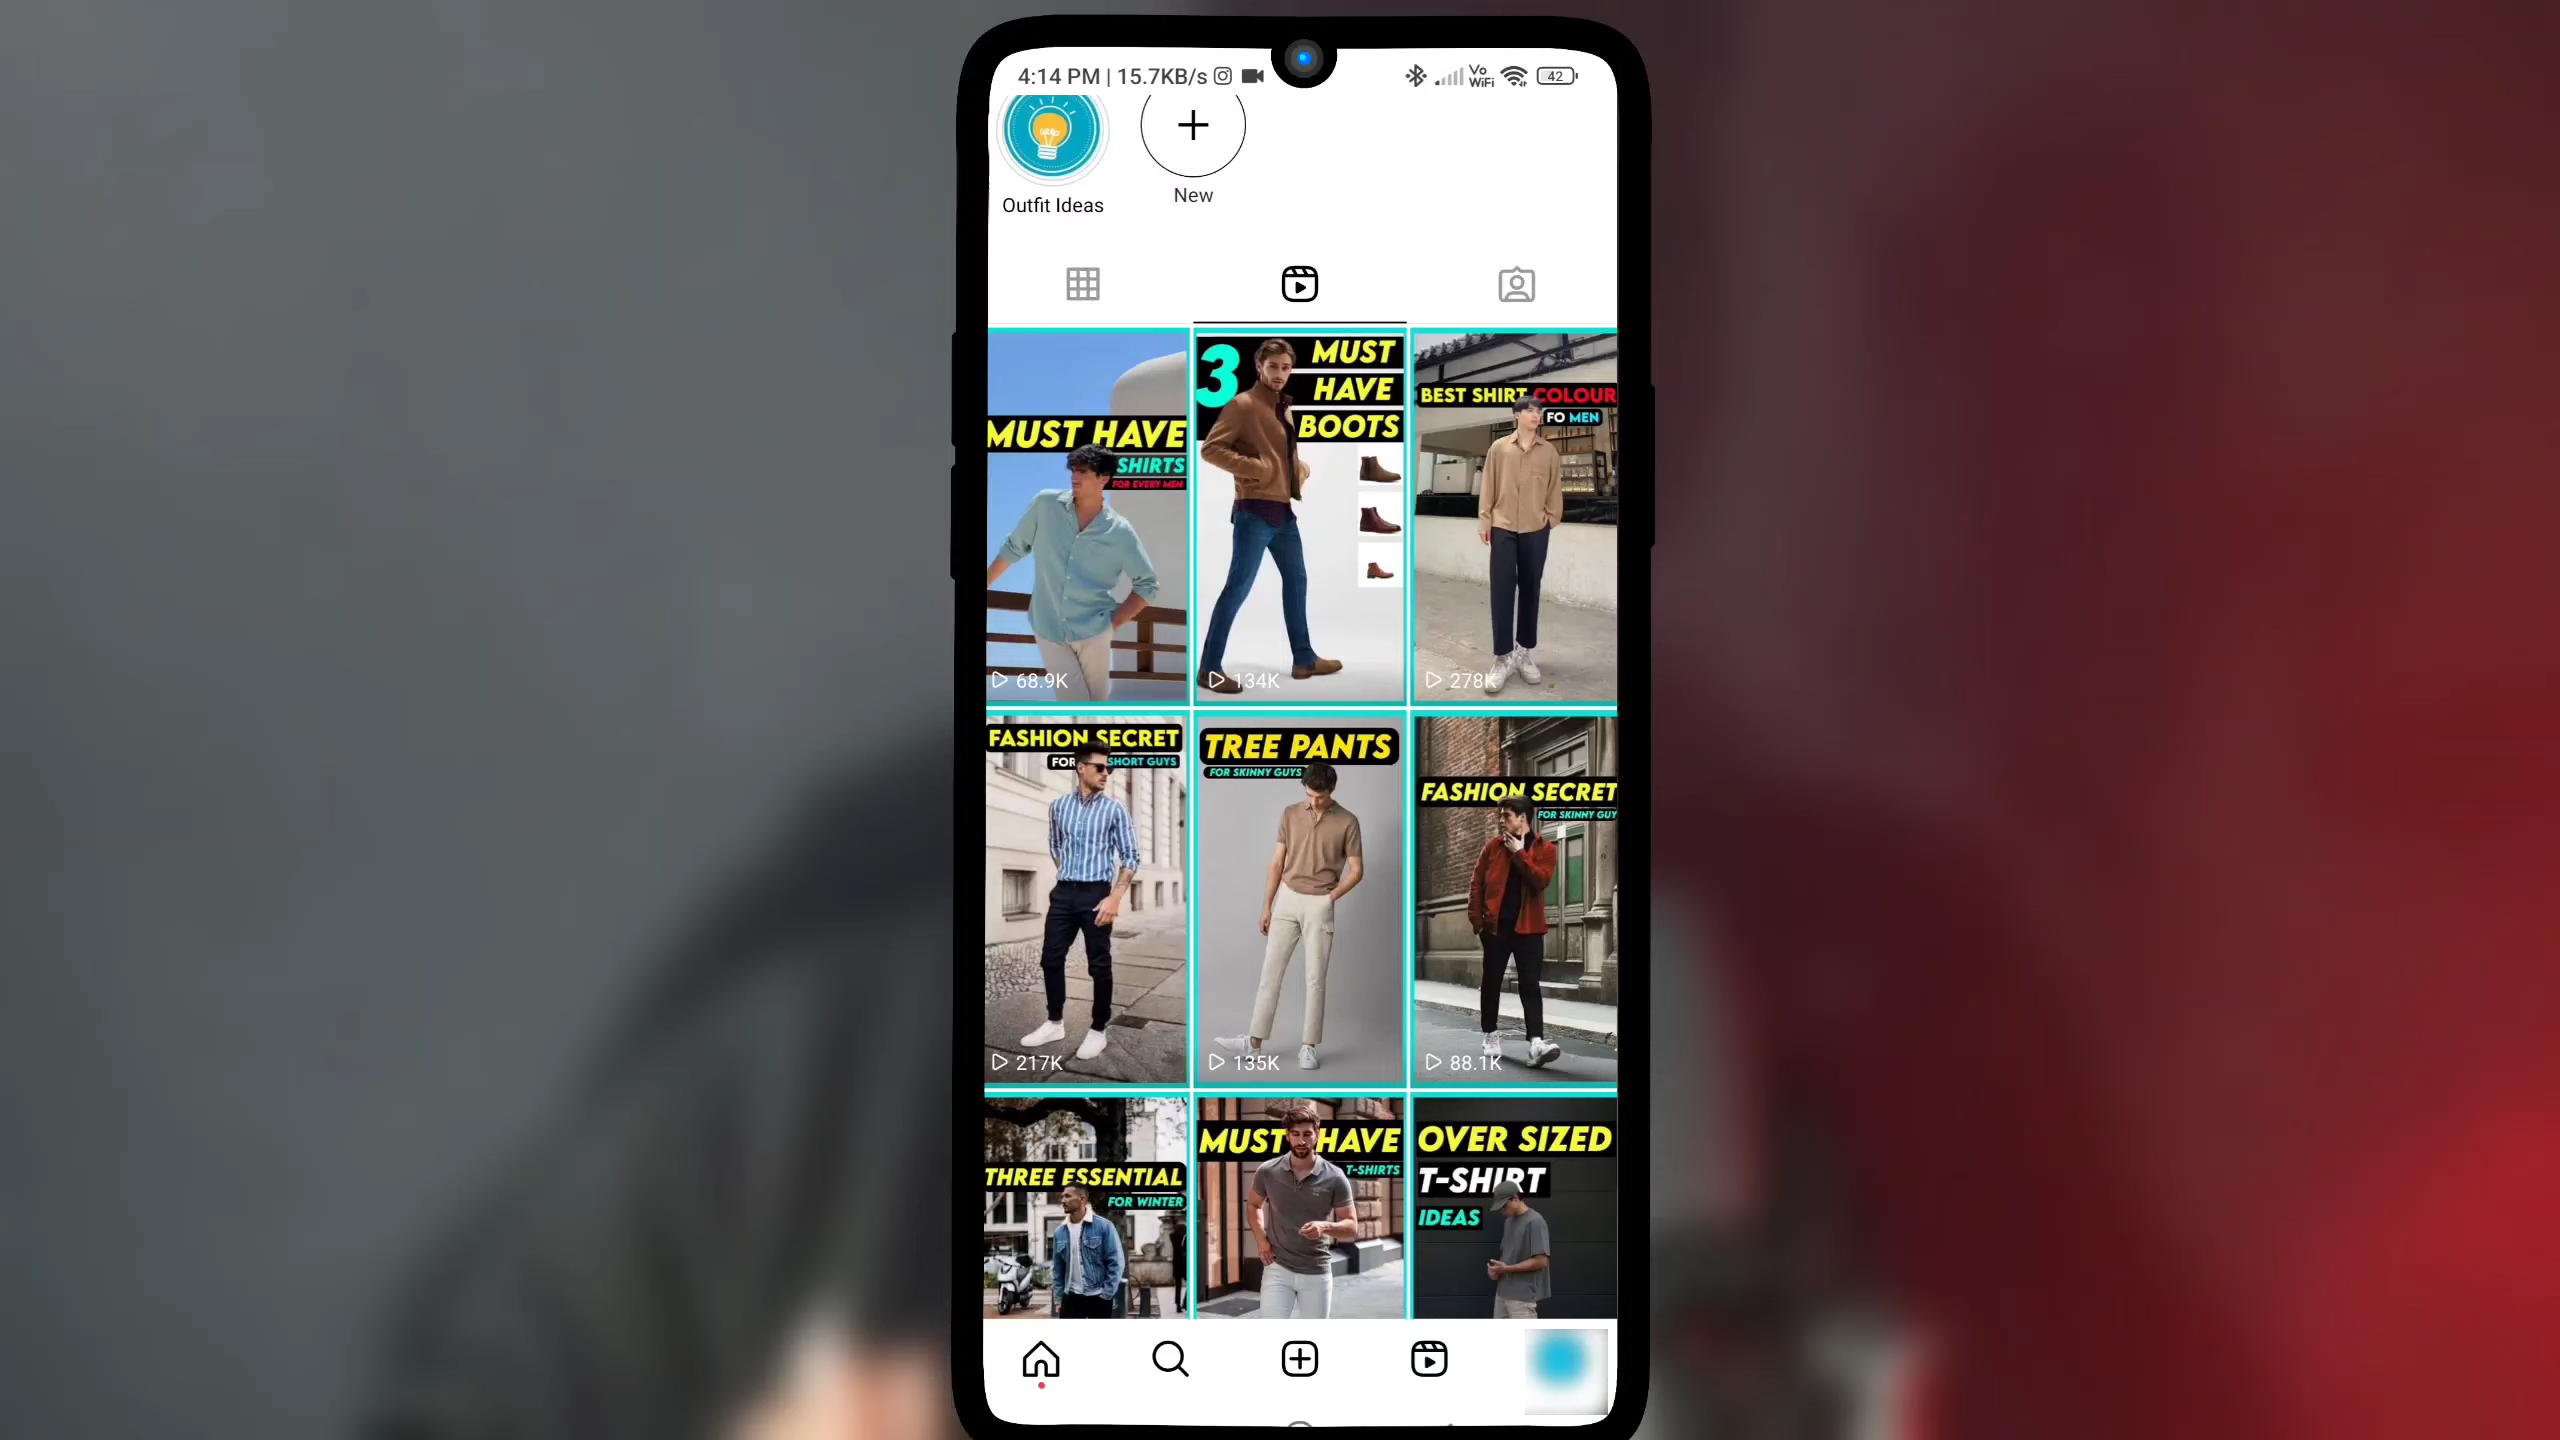 4:14 PM | 15.7KB/s
Vo
WiFi
42
Outfit Ideas
New
MUST HAVE
SHIRTS
FOR EVERY MEN
68.9K
3
MUST
HAVE
BOOTS
134K
BEST SHIRT COLOUR
FO MEN
278K
FASHION SECRET
FOR SHORT GUYS
217K
TREE PANTS
FOR SKINNY GUYS
135K
FASHION SECRET
FOR SKINNY GUY
88.1K
THREE ESSENTIAL
FOR WINTER
MUST HAVE
T-SHIRTS
OVER SIZED
T-SHIRT
IDEAS